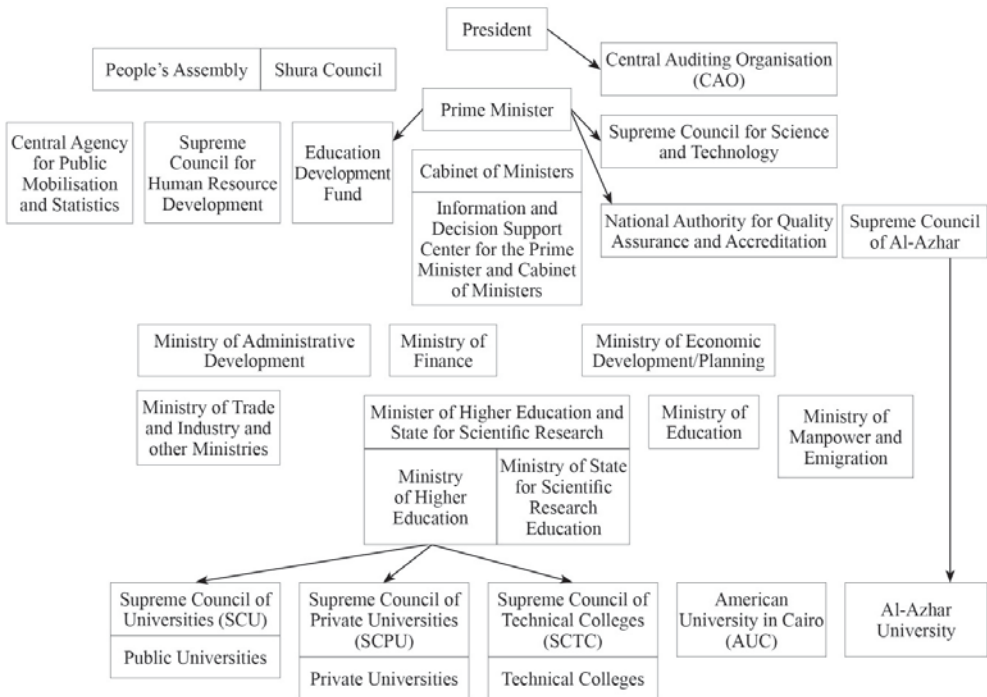 President
People's Assembly
Shura Council
Central Auditing Organisation
(CAO)
Prime Minister
Central Agency
for Public
Mobilisation
and Statistics
Supreme
Council for
Human Resource
Development
Education
Development
Fund
Supreme Council for Science
and Technology
Cabinet of Ministers
Information and
Decision Support
Center for the Prime
Minister and Cabinet
of Ministers
National Authority for Quality
Assurance and Accreditation
Supreme Council
of Al-Azhar
Ministry of Administrative
Development
Ministry of
Finance
Ministry of Economic
Development/Planning
Ministry of Trade
and Industry and
other Ministries
Minister of Higher Education and
State for Scientific Research
Ministry of
Education
Ministry of
Manpower and
Emigration
Ministry
of Higher
Education
Ministry of State
for Scientific
Research
Education
Supreme Council of
Universities (SCU)
Public Universities
Supreme Council of
Private Universities
(SCPU)
Private Universities
Supreme Council of
Technical Colleges
(SCTC)
Technical Colleges
American
University in Cairo
(AUC)
Al-Azhar
University